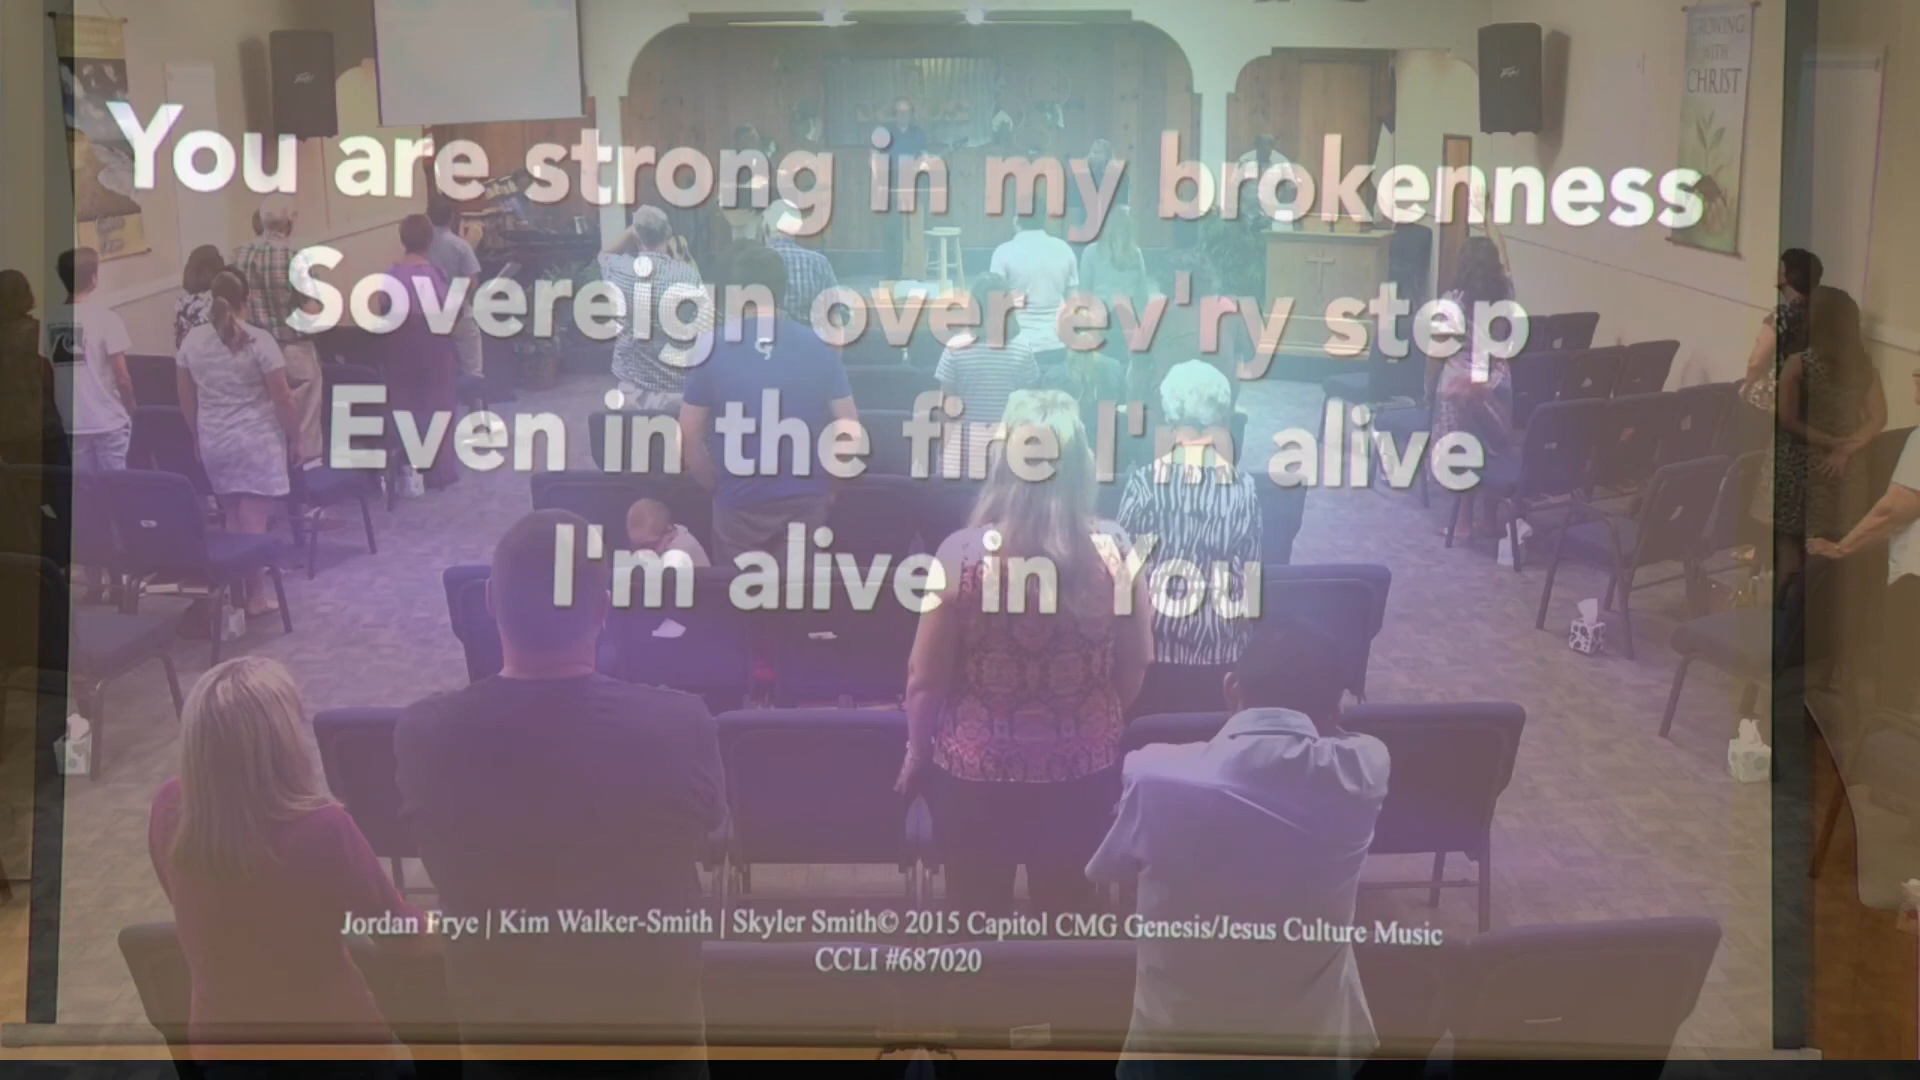 GROWING
WITH
CHRIST
You are strong in my brokenness
Sovereign over ev'ry step
Even in the fire I'm alive
I'm alive in You
Jordan Frye | Kim Walker-Smith | Skyler Smith© 2015 Capitol CMG Genesis/Jesus Culture Music
CCLI #687020